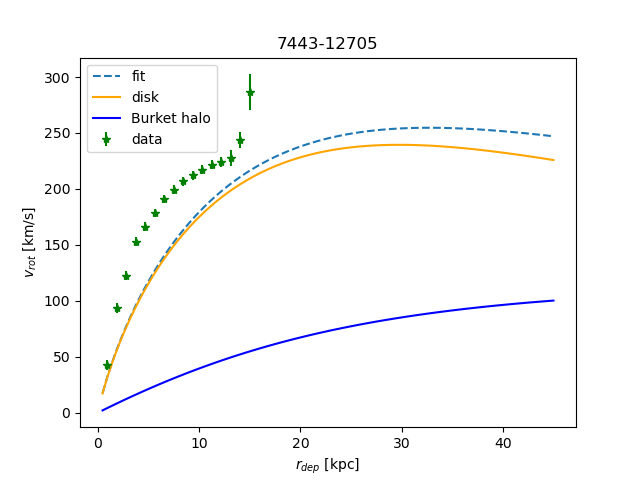 7443-12705
fit
disk
Burket halo
data
300
250
200
150
100
50
0
v_rot [km/s]
0 10 20 30 40
r_dep [kpc]